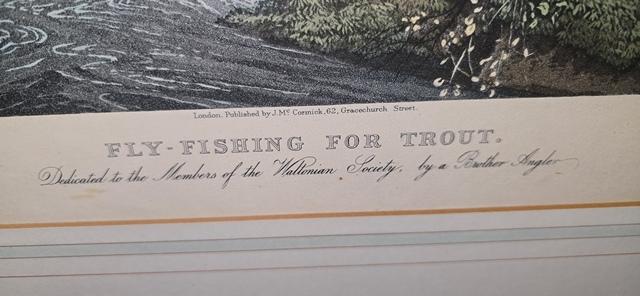 London. Published by J. Mc Cormick, 62, Gracechurch Street.
FLY-FISHING FOR TROUT.
Dedicated to the Members of the Waltonian Society, by a Brother Angler